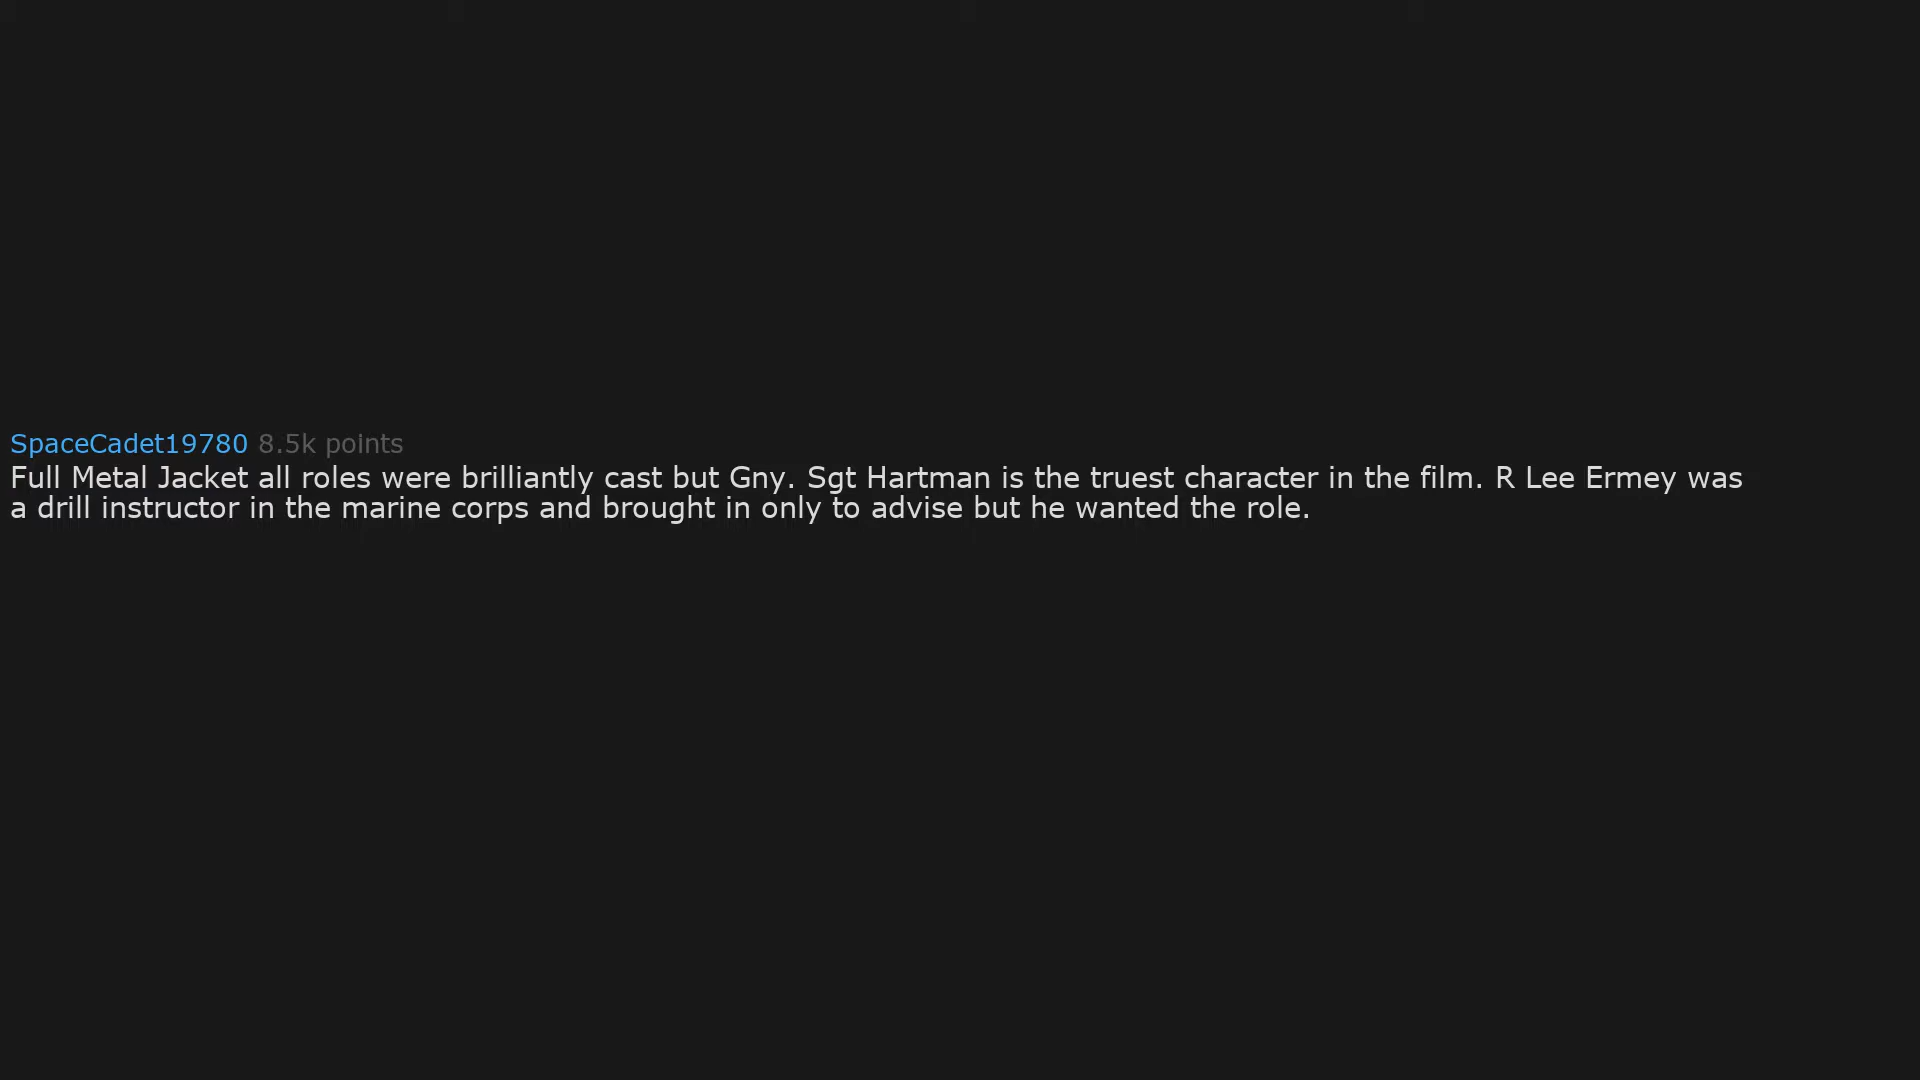 SpaceCadet19780 8.5k points
Full Metal Jacket all roles were brilliantly cast but Gny. Sgt Hartman is the truest character in the film. R Lee Ermey was
a drill instructor in the marine corps and brought in only to advise but he wanted the role.